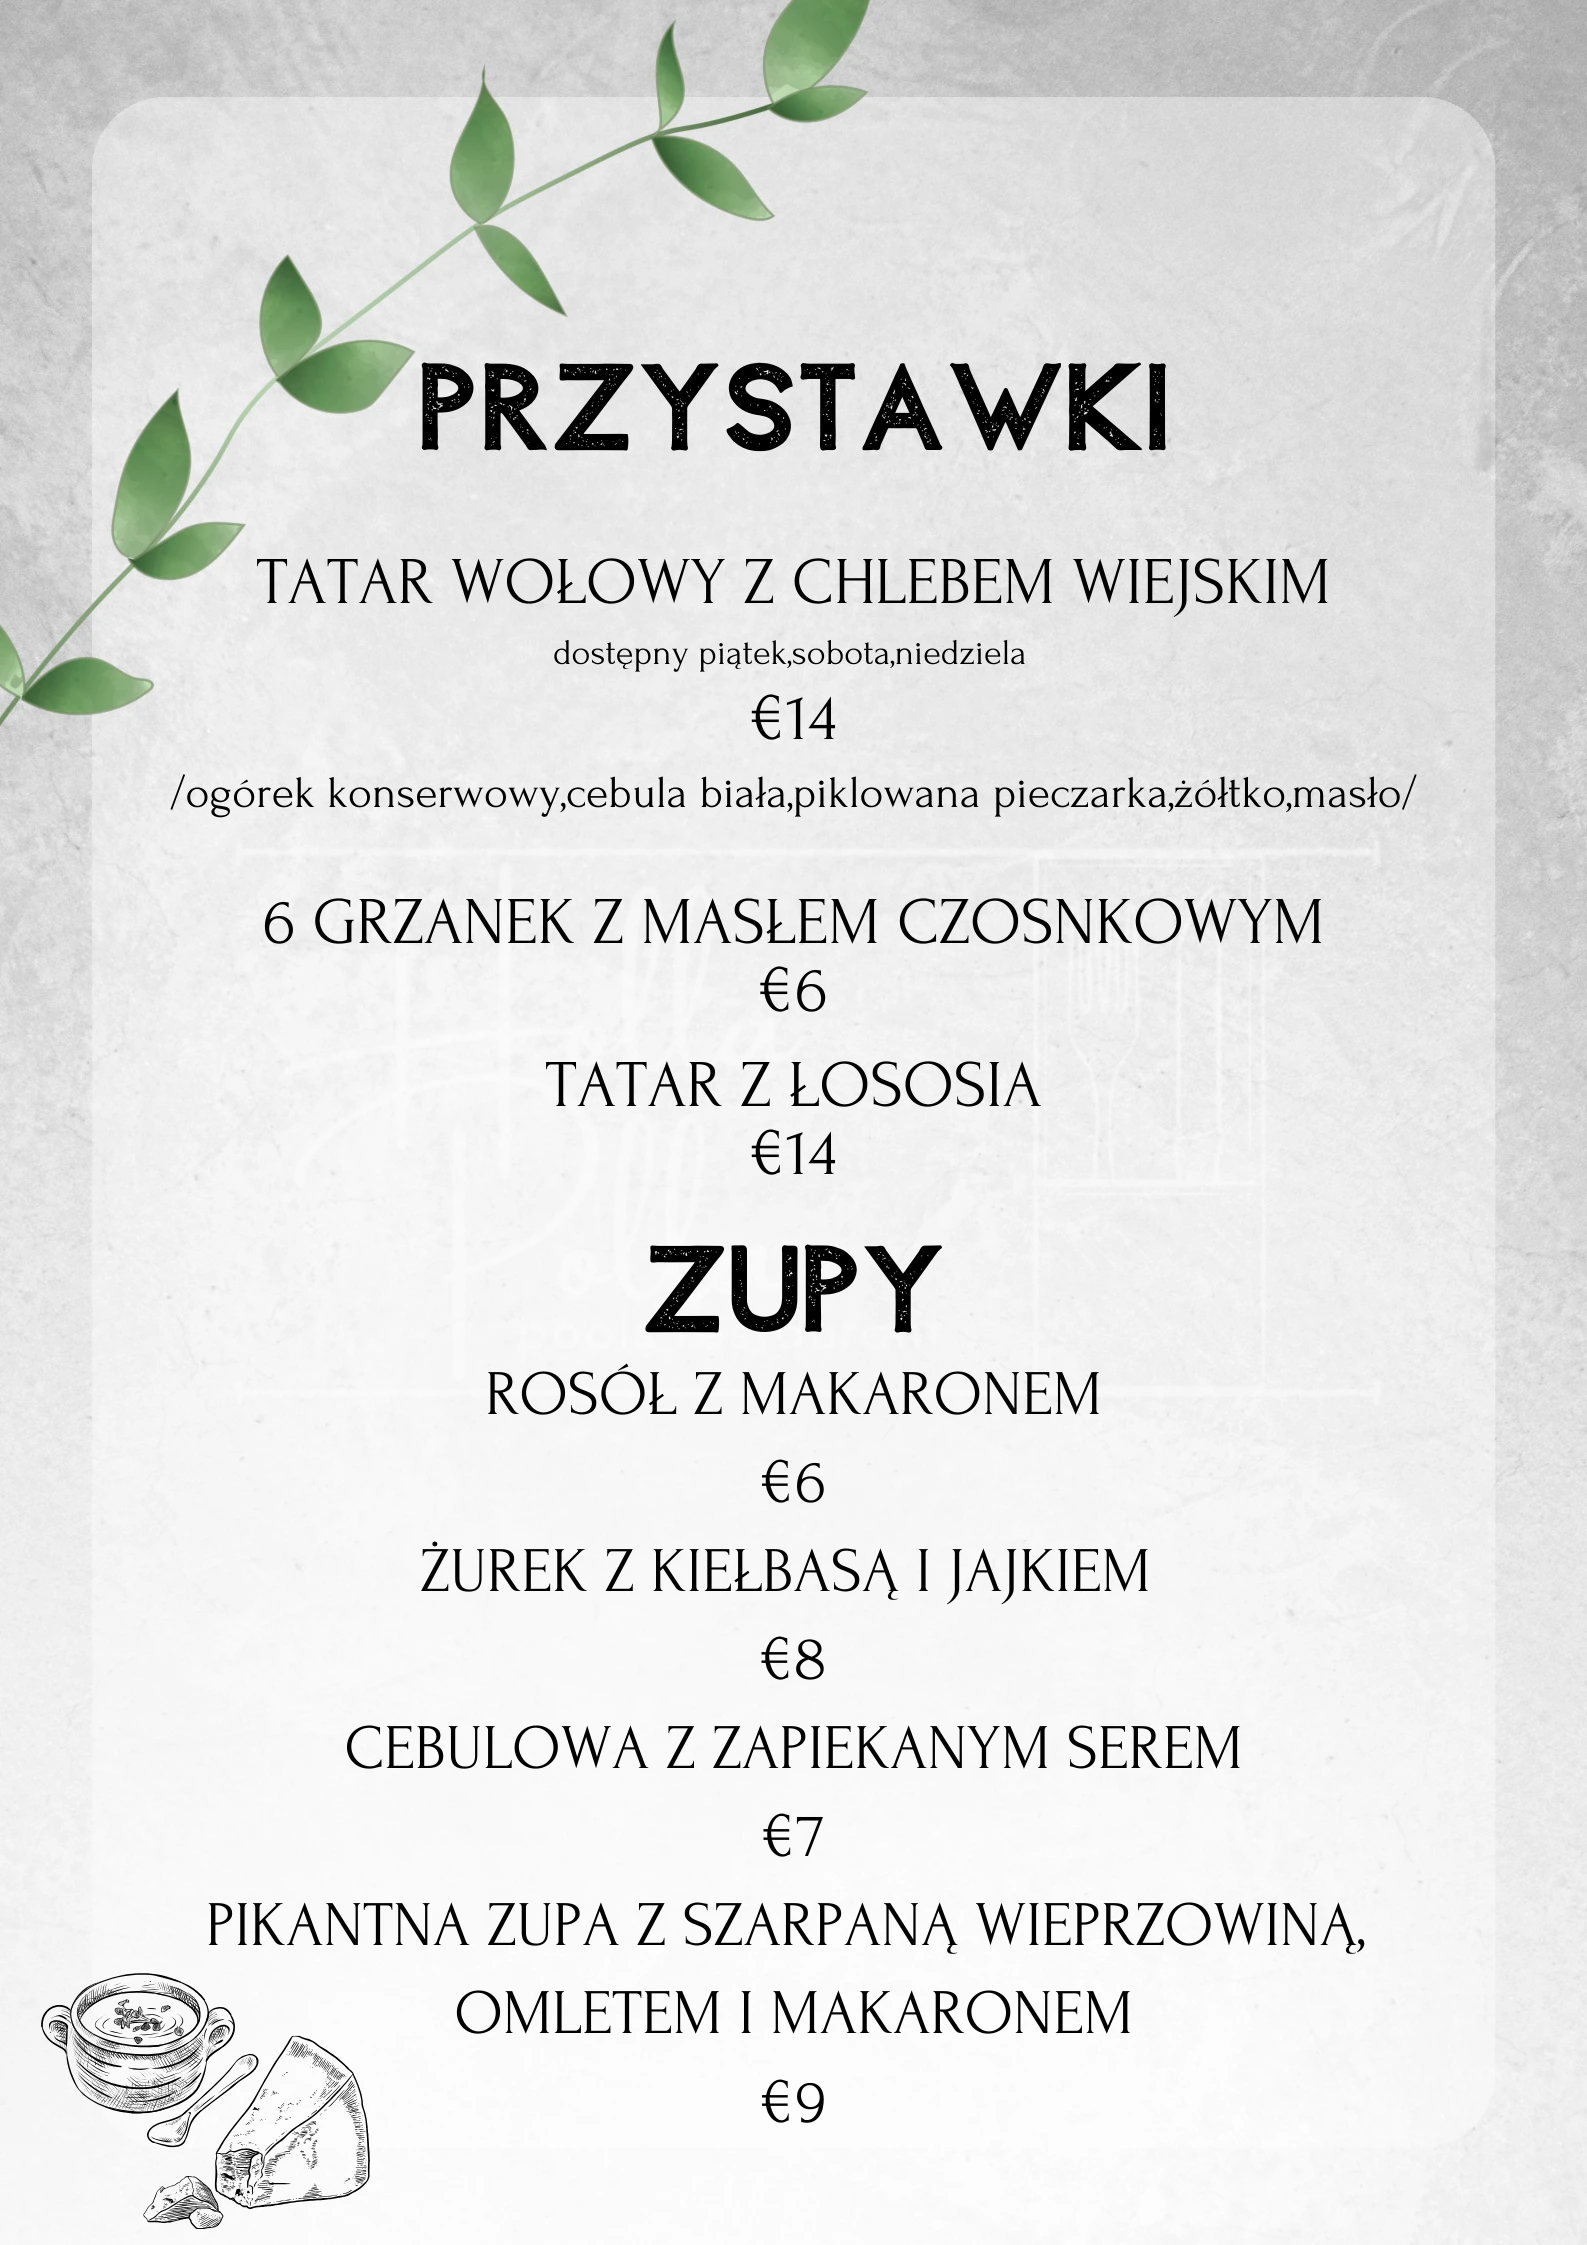 PRZYSTAWKI
TATAR WOŁOWY Z CHLEBEM WIEJSKIM
dostępny piątek,sobota,niedziela
€14
/ogórek konserwowy,cebula biała,piklowana pieczarka,żółtko,masło/
6 GRZANEK Z MASŁEM CZOSNKOWYM
€6
TATAR Z ŁOSOSIA
€14
ZUPY
ROSÓŁ Z MAKARONEM
€6
ŻUREK Z KIEŁBASĄ I JAJKIEM
€8
CEBULOWA Z ZAPIEKANYM SEREM
€7
PIKANTNA ZUPA Z SZARPANĄ WIEPRZOWINĄ,
OMLETEM I MAKARONEM
€9